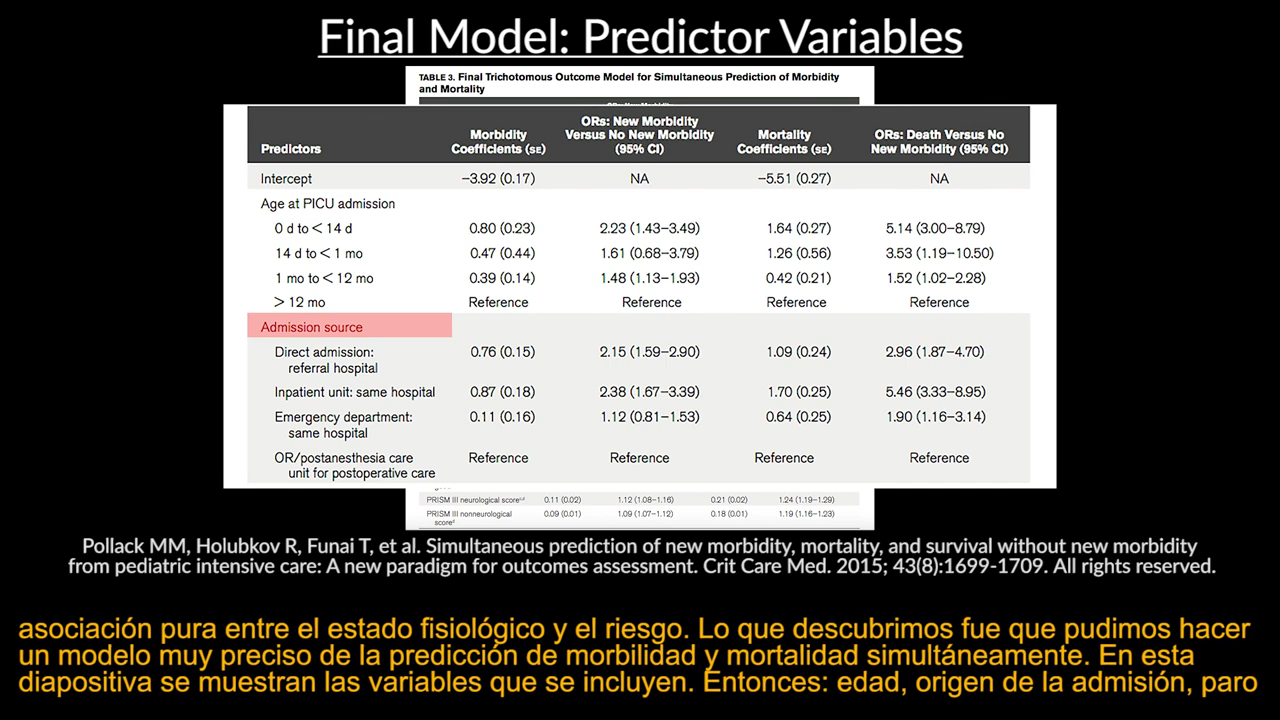 Final Model: Predictor Variables
TABLE 3. Final Trichotomous Outcome Model for Simultaneous Prediction of Morbidity
and Mortality
Predictors Morbidity Coefficients (SE) ORs: New Morbidity Versus No New Morbidity (95% CI) Mortality Coefficients (SE) ORs: Death Versus No New Morbidity (95% CI)
Intercept −3.92 (0.17) NA −5.51 (0.27) NA
Age at PICU admission
0 d to < 14 d 0.80 (0.23) 2.23 (1.43–3.49) 1.64 (0.27) 5.14 (3.00–8.79)
14 d to < 1 mo 0.47 (0.44) 1.61 (0.68–3.79) 1.26 (0.56) 3.53 (1.19–10.50)
1 mo to < 12 mo 0.39 (0.14) 1.48 (1.13–1.93) 0.42 (0.21) 1.52 (1.02–2.28)
> 12 mo Reference Reference Reference Reference
Admission source
Direct admission: 0.76 (0.15) 2.15 (1.59–2.90) 1.09 (0.24) 2.96 (1.87–4.70)
referral hospital
Inpatient unit: same hospital 0.87 (0.18) 2.38 (1.67–3.39) 1.70 (0.25) 5.46 (3.33–8.95)
Emergency department: 0.11 (0.16) 1.12 (0.81–1.53) 0.64 (0.25) 1.90 (1.16–3.14)
same hospital
OR/postanesthesia care Reference Reference Reference Reference
unit for postoperative care
PRISM III neurological score 0.11 (0.02) 1.12 (1.08–1.16) 0.21 (0.02) 1.24 (1.19–1.29)
PRISM III nonneurological 0.09 (0.01) 1.09 (1.07–1.12) 0.18 (0.01) 1.19 (1.16–1.23)
score
Pollack MM, Holubkov R, Funai T, et al. Simultaneous prediction of new morbidity, mortality, and survival without new morbidity
from pediatric intensive care: A new paradigm for outcomes assessment. Crit Care Med. 2015; 43(8):1699-1709. All rights reserved.
asociación pura entre el estado fisiológico y el riesgo. Lo que descubrimos fue que pudimos hacer
un modelo muy preciso de la predicción de morbilidad y mortalidad simultáneamente. En esta
diapositiva se muestran las variables que se incluyen. Entonces: edad, origen de la admisión, paro